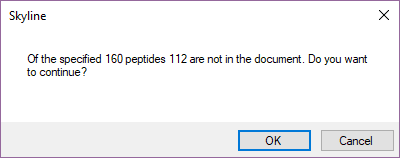 Skyline
Of the specified 160 peptides 112 are not in the document. Do you want
to continue?
OK
Cancel